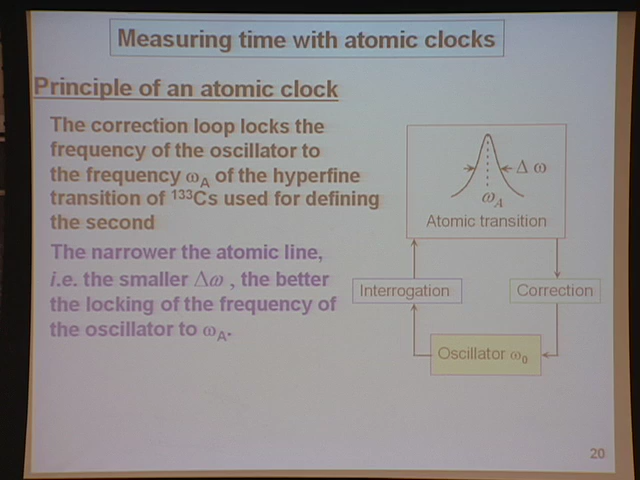 Measuring time with atomic clocks
Principle of an atomic clock
The correction loop locks the
frequency of the oscillator to
the frequency ωA of the hyperfine
transition of 133Cs used for defining
the second
The narrower the atomic line,
i.e. the smaller Δω , the better
the locking of the frequency of
the oscillator to ωA.
Δ ω
ωA
Atomic transition
Interrogation
Correction
Oscillator ω0
20